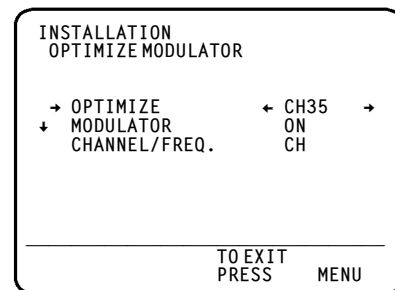 INSTALLATION
OPTIMIZE MODULATOR
→ OPTIMIZE ← CH35 →
↓ MODULATOR ON
CHANNEL/FREQ. CH
TO EXIT
PRESS MENU